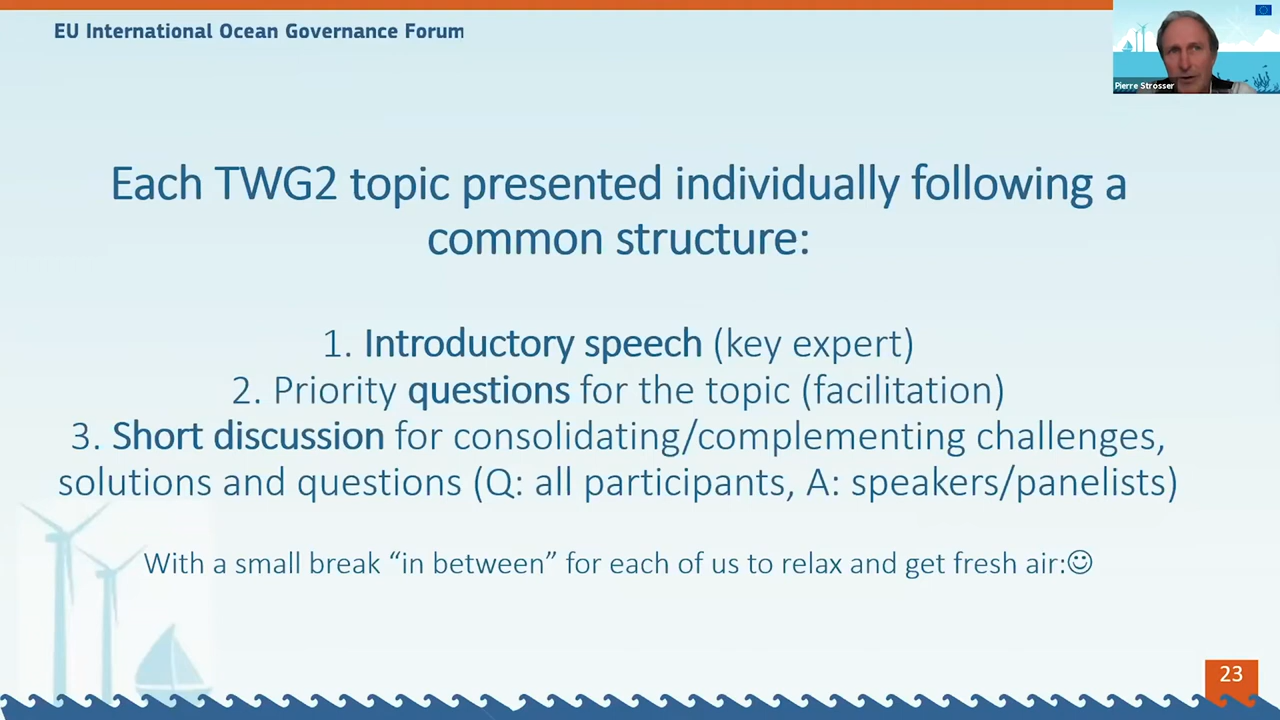 EU International Ocean Governance Forum
Pierre Strosser
Each TWG2 topic presented individually following a
common structure:
1. Introductory speech (key expert)
2. Priority questions for the topic (facilitation)
3. Short discussion for consolidating/complementing challenges,
solutions and questions (Q: all participants, A: speakers/panelists)
With a small break “in between” for each of us to relax and get fresh air:☺
23